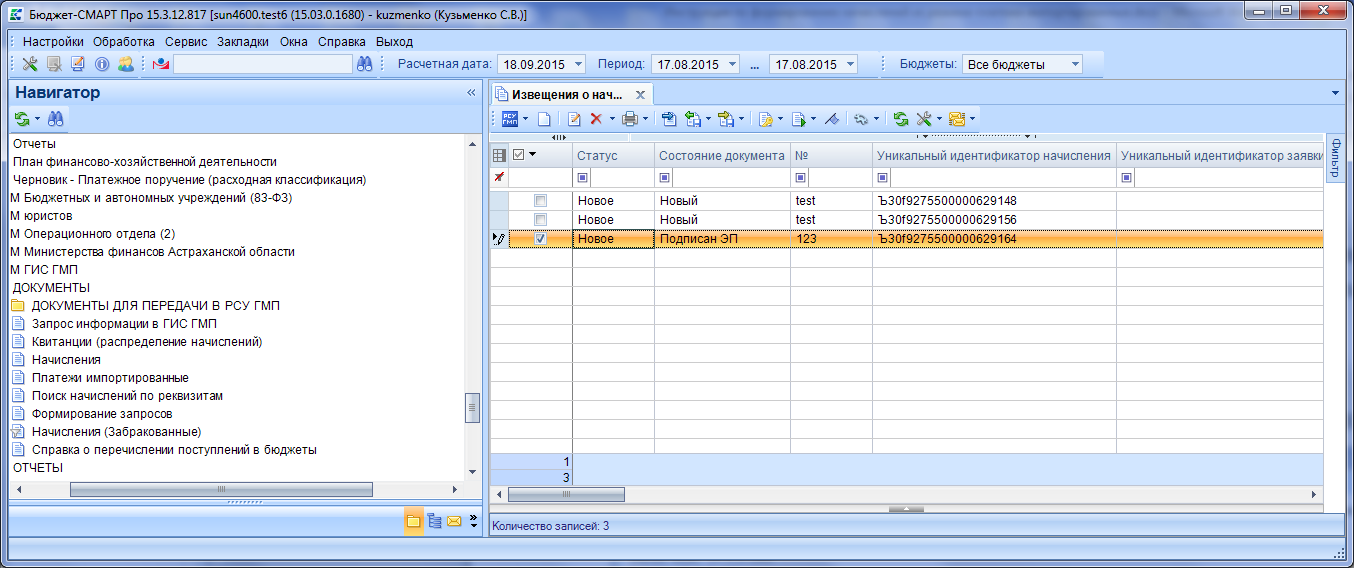 Бюджет-СМАРТ Про 15.3.12.817 [sun4600.test6 (15.03.0.1680) - kuzmenko (Кузьменко С.В.)]
Настройки Обработка Сервис Закладки Окна Справка Выход
Расчетная дата: 18.09.2015 Период: 17.08.2015 ... 17.08.2015 Бюджеты: Все бюджеты
Навигатор
Отчеты
План финансово-хозяйственной деятельности
Черновик - Платежное поручение (расходная классификация)
М Бюджетных и автономных учреждений (83-ФЗ)
М юристов
М Операционного отдела (2)
М Министерства финансов Астраханской области
М ГИС ГМП
ДОКУМЕНТЫ
ДОКУМЕНТЫ ДЛЯ ПЕРЕДАЧИ В РСУ ГМП
Запрос информации в ГИС ГМП
Квитанции (распределение начислений)
Начисления
Платежи импортированные
Поиск начислений по реквизитам
Формирование запросов
Начисления (Забракованные)
Справка о перечислении поступлений в бюджеты
ОТЧЕТЫ
Извещения о нач...
РСУ
ГМП
Статус Состояние документа № Уникальный идентификатор начисления Уникальный идентификатор заявки
Новое Новый test Ъ30f9275500000629148
Новое Новый test Ъ30f9275500000629156
Новое Подписан ЭП 123 Ъ30f9275500000629164
1
3
Количество записей: 3
Фильтр